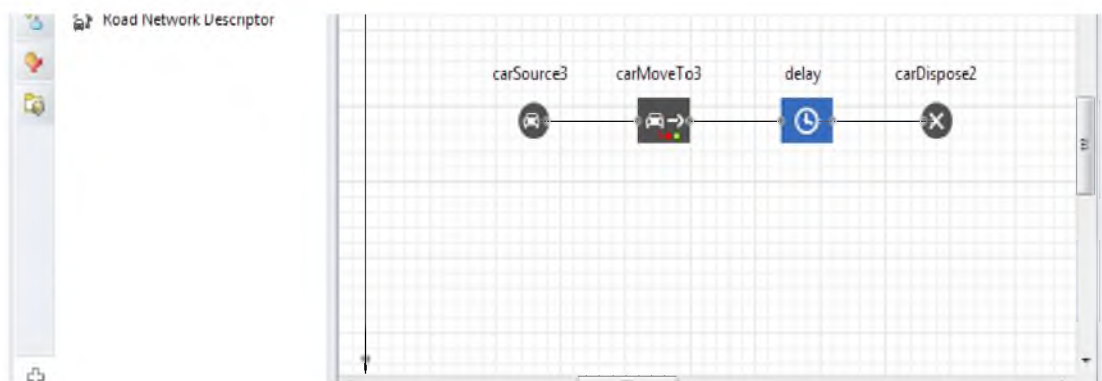 Road Network Descriptor
carSource3 carMoveTo3 delay carDispose2